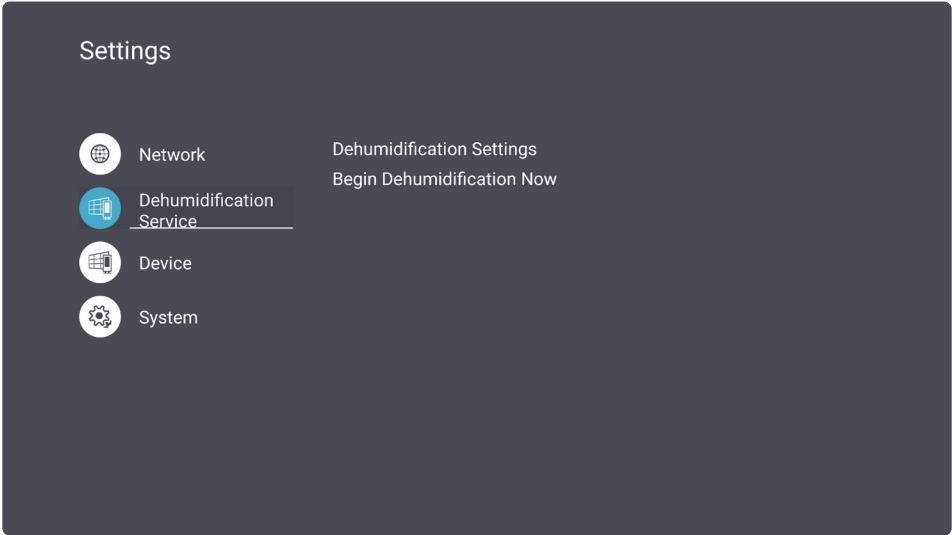 Settings
Network
Dehumidification
Service
Device
System
Dehumidification Settings
Begin Dehumidification Now